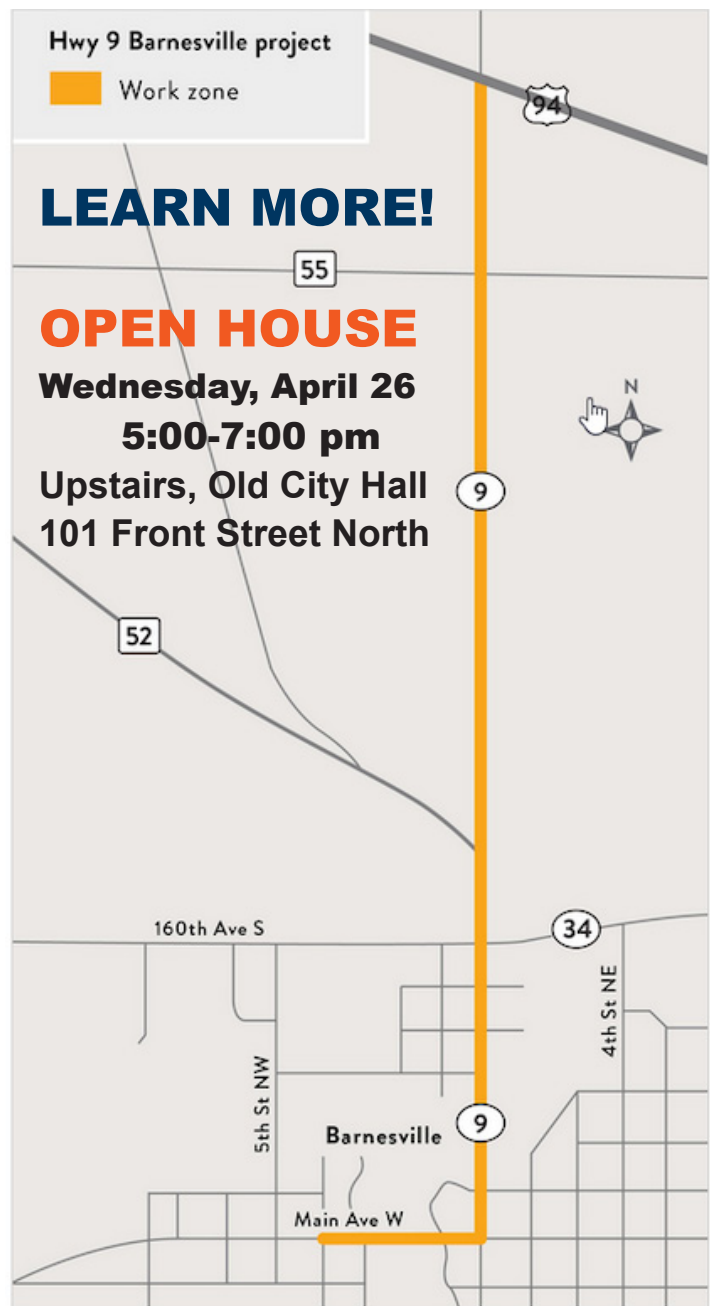 Hwy 9 Barnesville project
Work zone
94
LEARN MORE!
55
OPEN HOUSE
Wednesday, April 26
N
5:00-7:00 pm
Upstairs, Old City Hall
9
101 Front Street North
52
160th Ave S
34
4th St NE
5th St NW
9
Barnesville
Main Ave W